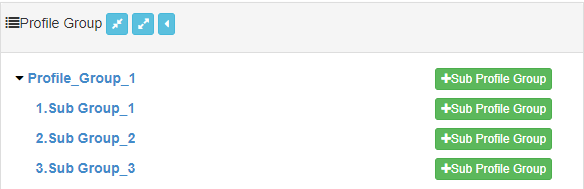 Profile Group
Profile_Group_1 +Sub Profile Group
1.Sub Group_1 +Sub Profile Group
2.Sub Group_2 +Sub Profile Group
3.Sub Group_3 +Sub Profile Group